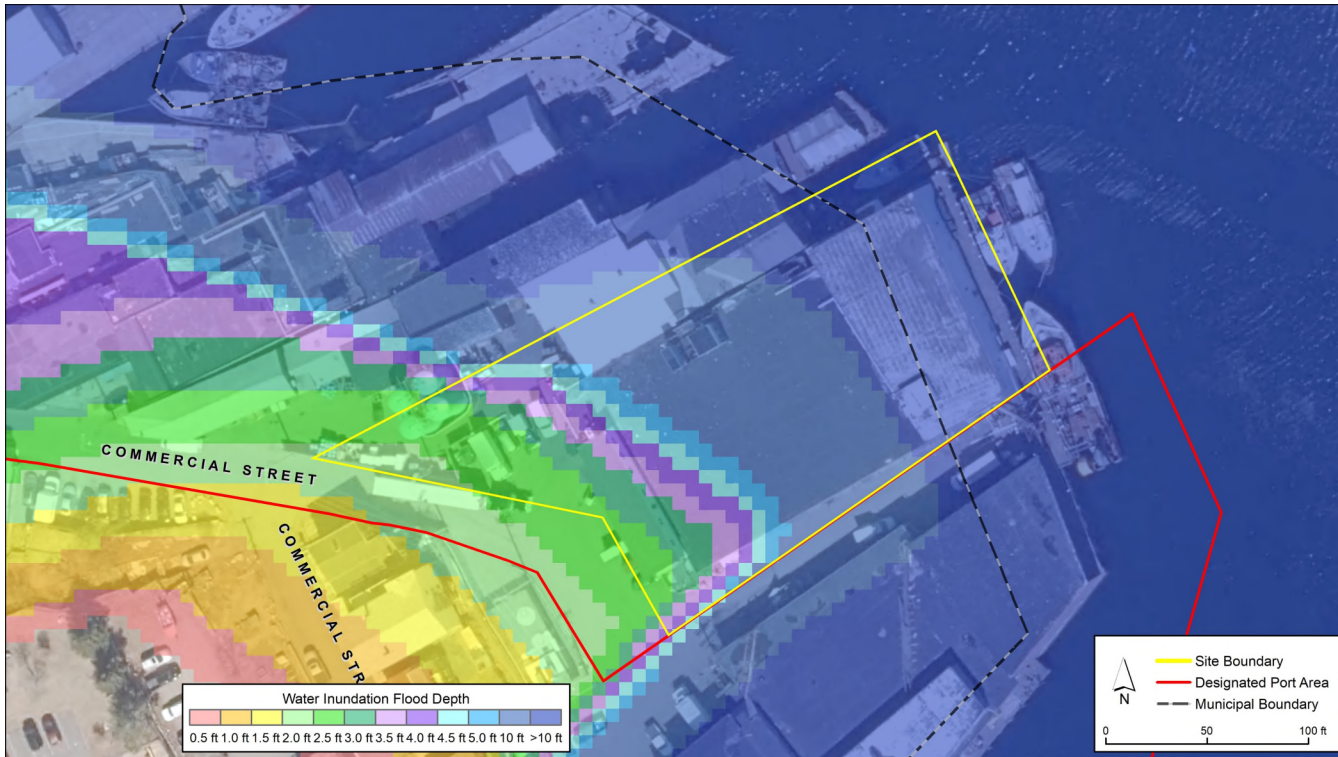 COMMERCIAL STREET
COMMERCIAL STR
Water Inundation Flood Depth
0.5 ft 1.0 ft 1.5 ft 2.0 ft 2.5 ft 3.0 ft 3.5 ft 4.0 ft 4.5 ft 5.0 ft 10 ft >10 ft
N
Site Boundary
Designated Port Area
Municipal Boundary
0 50 100 ft